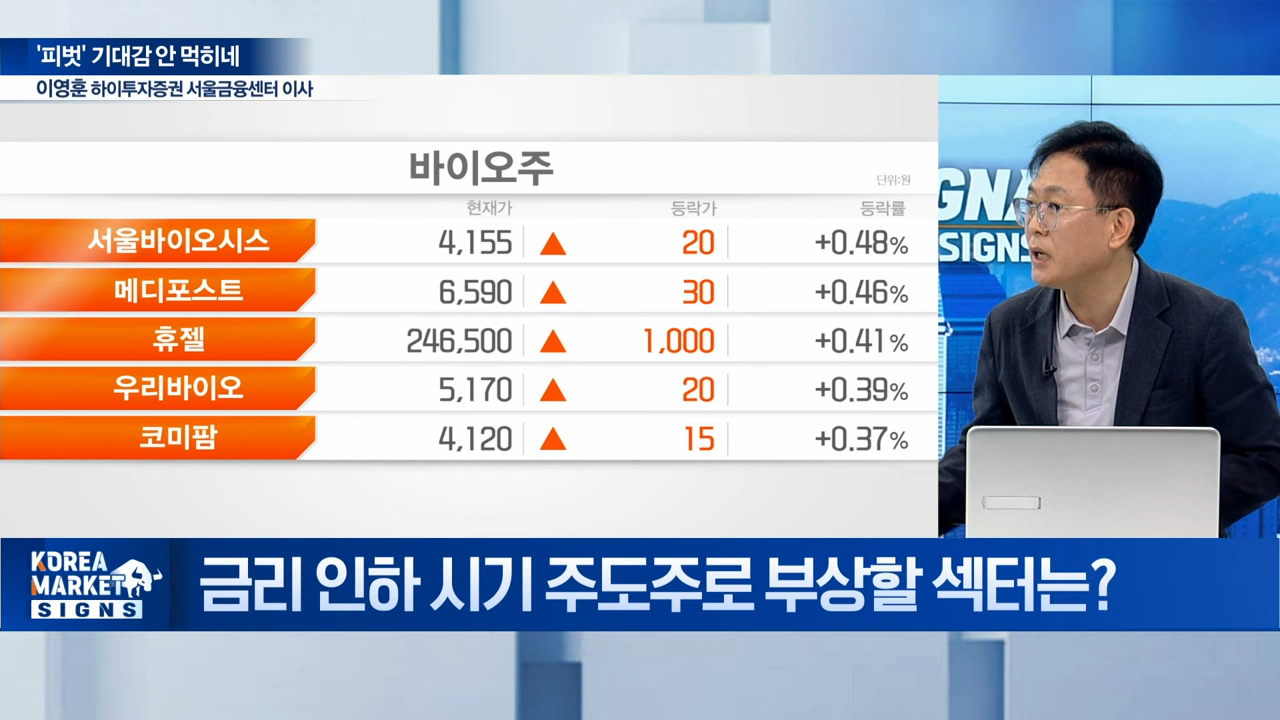 '피벗' 기대감 안 먹히네
이영훈 하이투자증권 서울금융센터 이사
바이오주
단위:원
현재가 등락가 등락률
서울바이오시스 4,155 ▲ 20 +0.48%
메디포스트 6,590 ▲ 30 +0.46%
휴젤 246,500 ▲ 1,000 +0.41%
우리바이오 5,170 ▲ 20 +0.39%
코미팜 4,120 ▲ 15 +0.37%
GNA
SIGNS
KOREA
MARKET
SIGNS
금리 인하 시기 주도주로 부상할 섹터는?